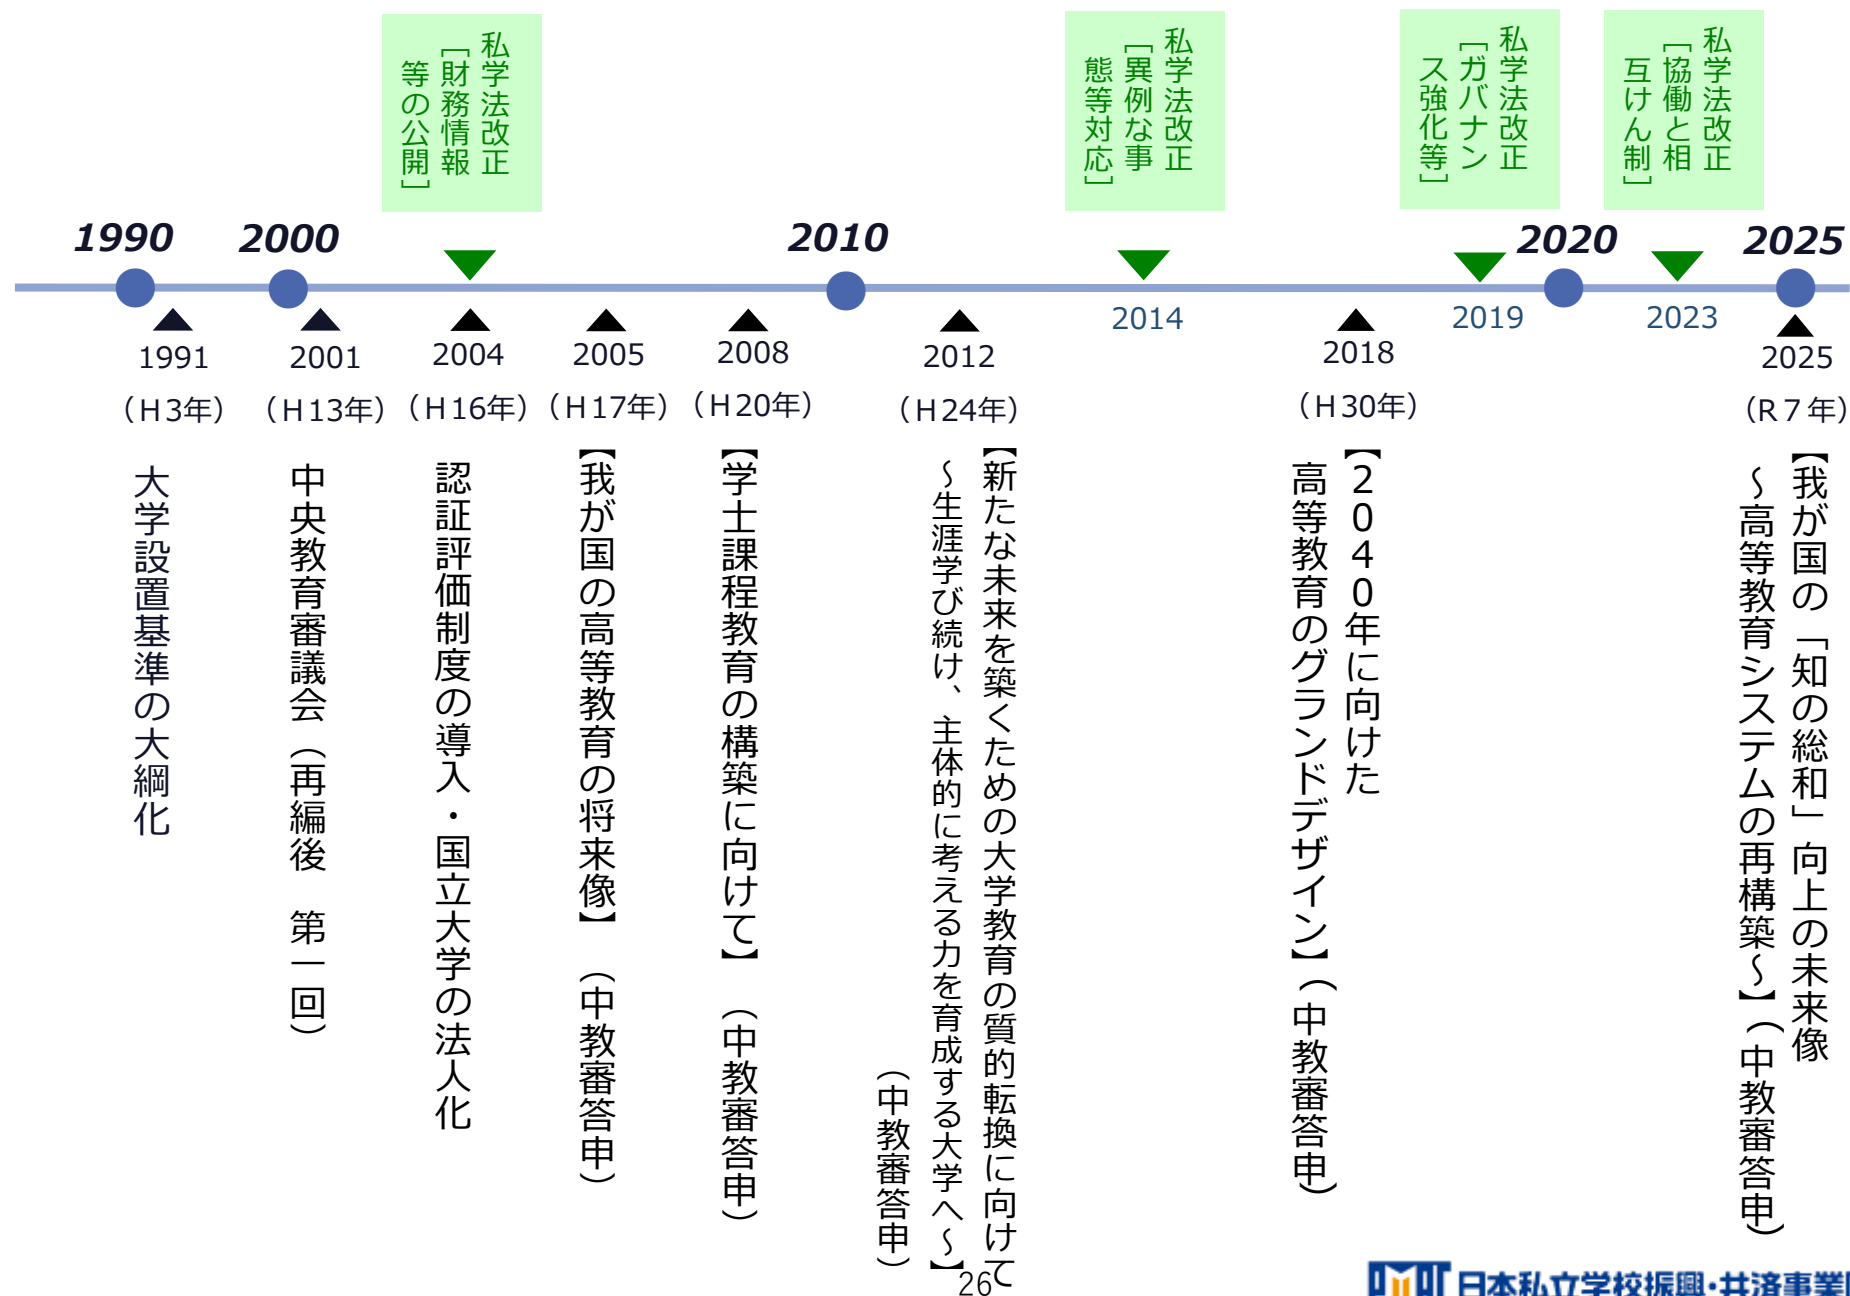 私学法改正
［財務情報
等の公開］
私学法改正
［異例な事
態等対応］
私学法改正
［ガバナン
ス強化等］
私学法改正
［協働と相
互けん制］
1990
2000
2010
2020
2025
2014
2019
2023
1991
（H3年）
大学設置基準の大綱化
2001
（H13年）
中央教育審議会（再編後　第一回）
2004
（H16年）
認証評価制度の導入・国立大学の法人化
2005
（H17年）
【我が国の高等教育の将来像】　（中教審答申）
2008
（H20年）
【学士課程教育の構築に向けて】　（中教審答申）
2012
（H24年）
【新たな未来を築くための大学教育の質的転換に向けて
～生涯学び続け、主体的に考える力を育成する大学へ～】
（中教審答申）
2018
（H30年）
【2040年に向けた
高等教育のグランドデザイン】（中教審答申）
2025
（R７年）
【我が国の「知の総和」向上の未来像
～高等教育システムの再構築～】（中教審答申）
26
日本私立学校振興・共済事業